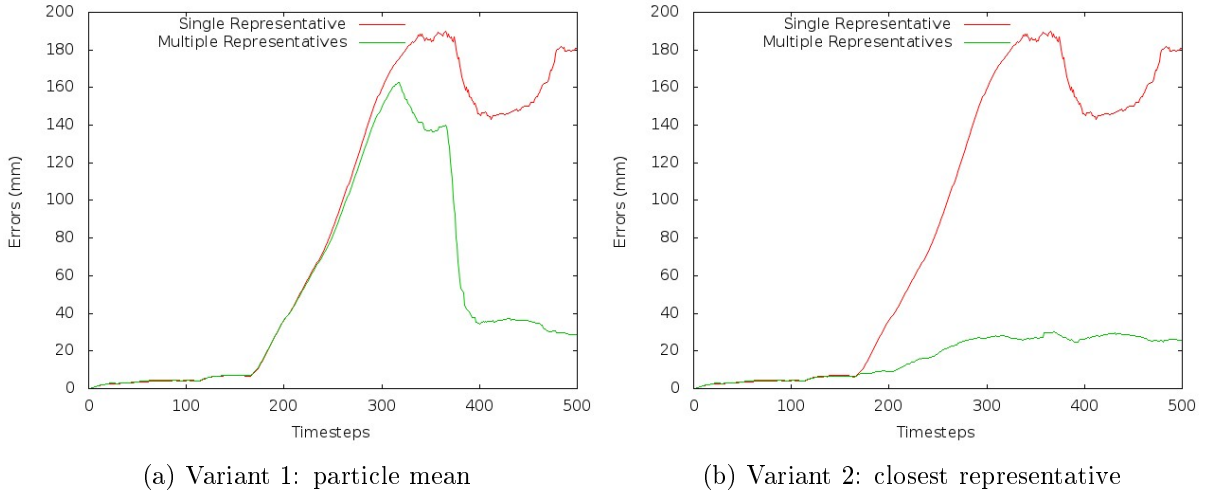 Single Representative
Multiple Representatives
200
180
160
140
120
100
80
60
40
20
0
Errors (mm)
0 100 200 300 400 500
Timesteps
(a) Variant 1: particle mean
Single Representative
Multiple Representatives
200
180
160
140
120
100
80
60
40
20
0
Errors (mm)
0 100 200 300 400 500
Timesteps
(b) Variant 2: closest representative